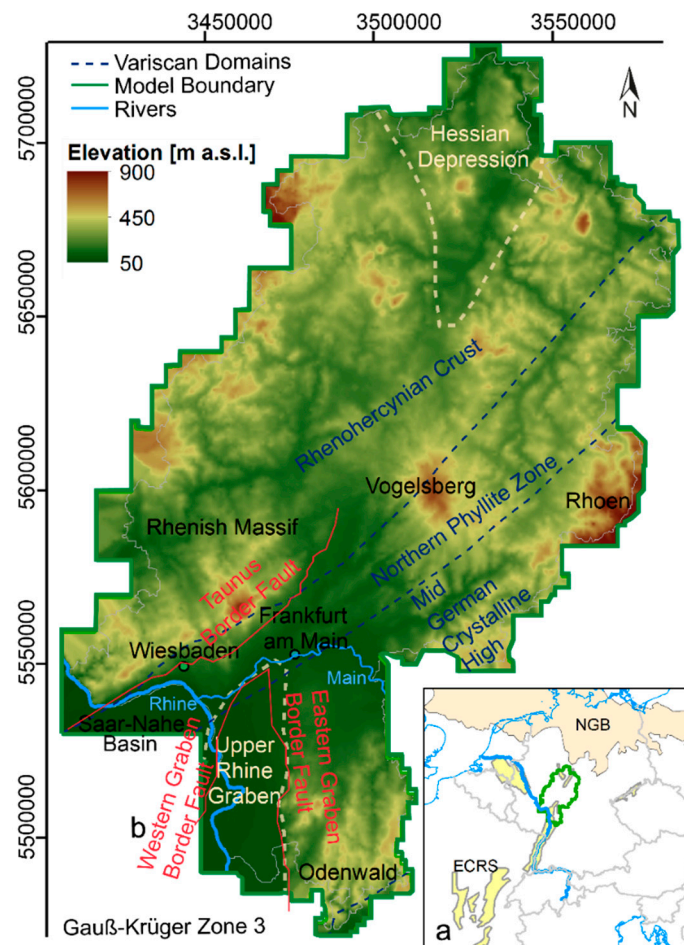 3450000 3500000 3550000
Variscan Domains
Model Boundary
Rivers
N
Elevation [m a.s.l.]
900
450
50
5700000
5650000
5600000
5550000
5500000
Hessian
Depression
Rhenohercynian Crust
Vogelsberg
Northern Phyllite Zone
Rhoen
Rhenish Massif
Taunus
Border Fault
Mid
German
Crystalline
High
Frankfurt
am Main
Wiesbaden
Rhine
Main
Saar-Nahe
Basin
Western Graben
Border Fault
Upper
Rhine
Graben
Eastern Graben
Border Fault
Odenwald
b
Gauß-Krüger Zone 3
NGB
ECRS
a